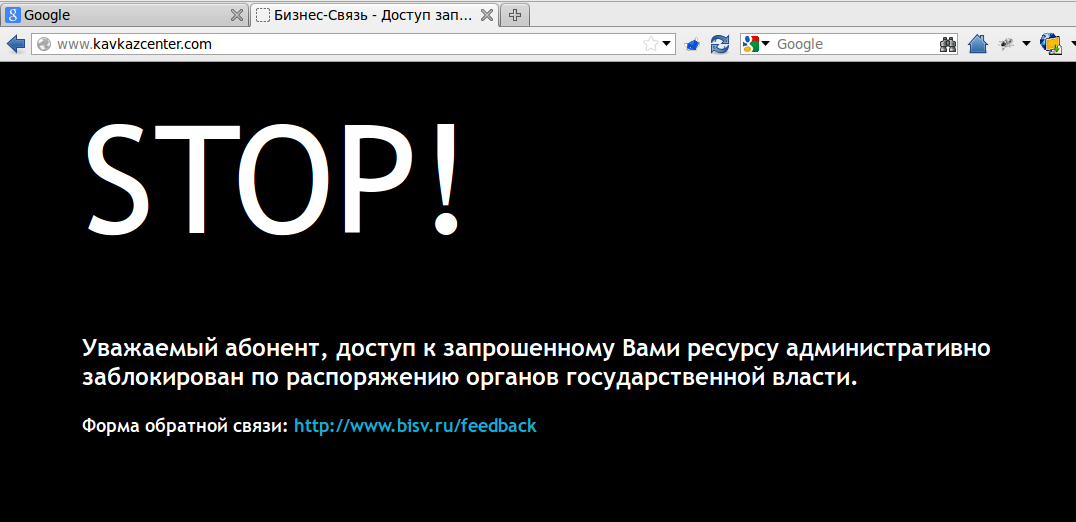 Google
Бизнес-Связь - Доступ зап...
www.kavkazcenter.com
Google
STOP!
Уважаемый абонент, доступ к запрошенному Вами ресурсу административно
заблокирован по распоряжению органов государственной власти.
Форма обратной связи: http://www.bisv.ru/feedback